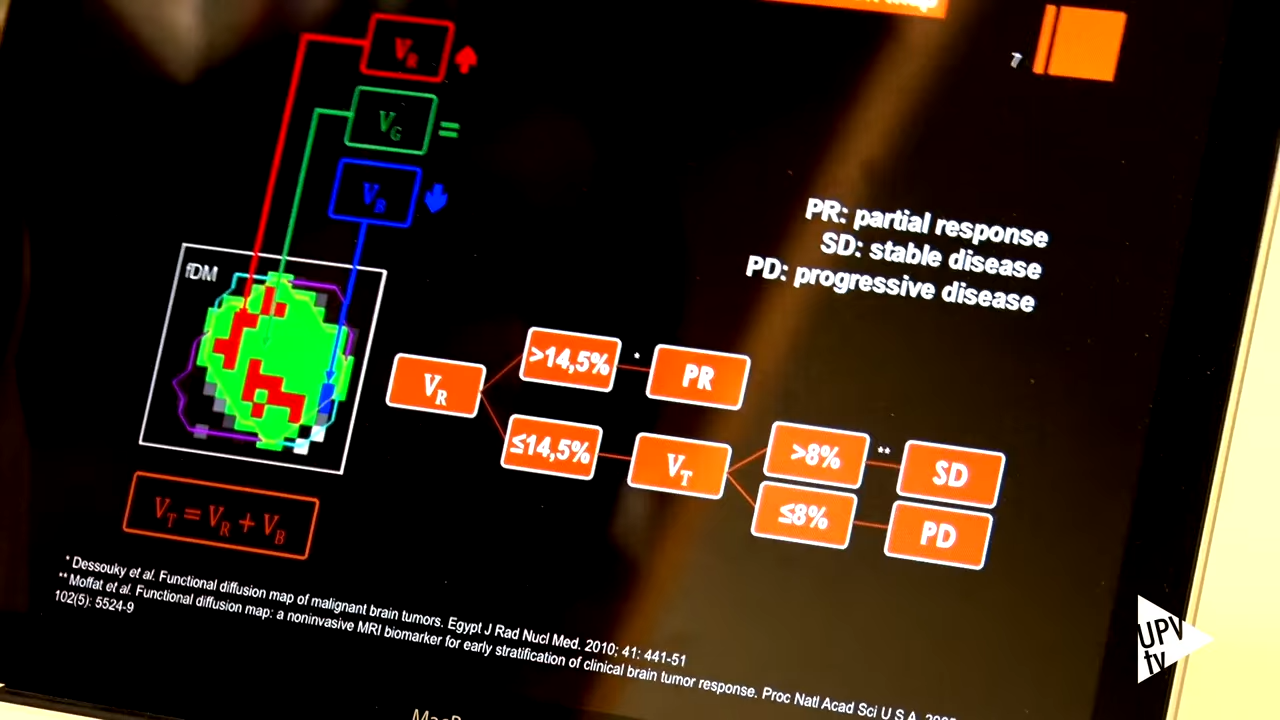 7
V_R
V_G =
V_B
PR: partial response
SD: stable disease
PD: progressive disease
fDM
V_R
>14,5%
*
PR
≤14,5%
V_T
>8%
**
SD
≤8%
PD
V_T = V_R + V_B
* Dessouky et al. Functional diffusion map of malignant brain tumors. Egypt J Rad Nucl Med. 2010; 41: 441-51
** Moffat et al. Functional diffusion map: a noninvasive MRI biomarker for early stratification of clinical brain tumor response. Proc Natl Acad Sci U S A.
102(5): 5524-9
UPV
tv